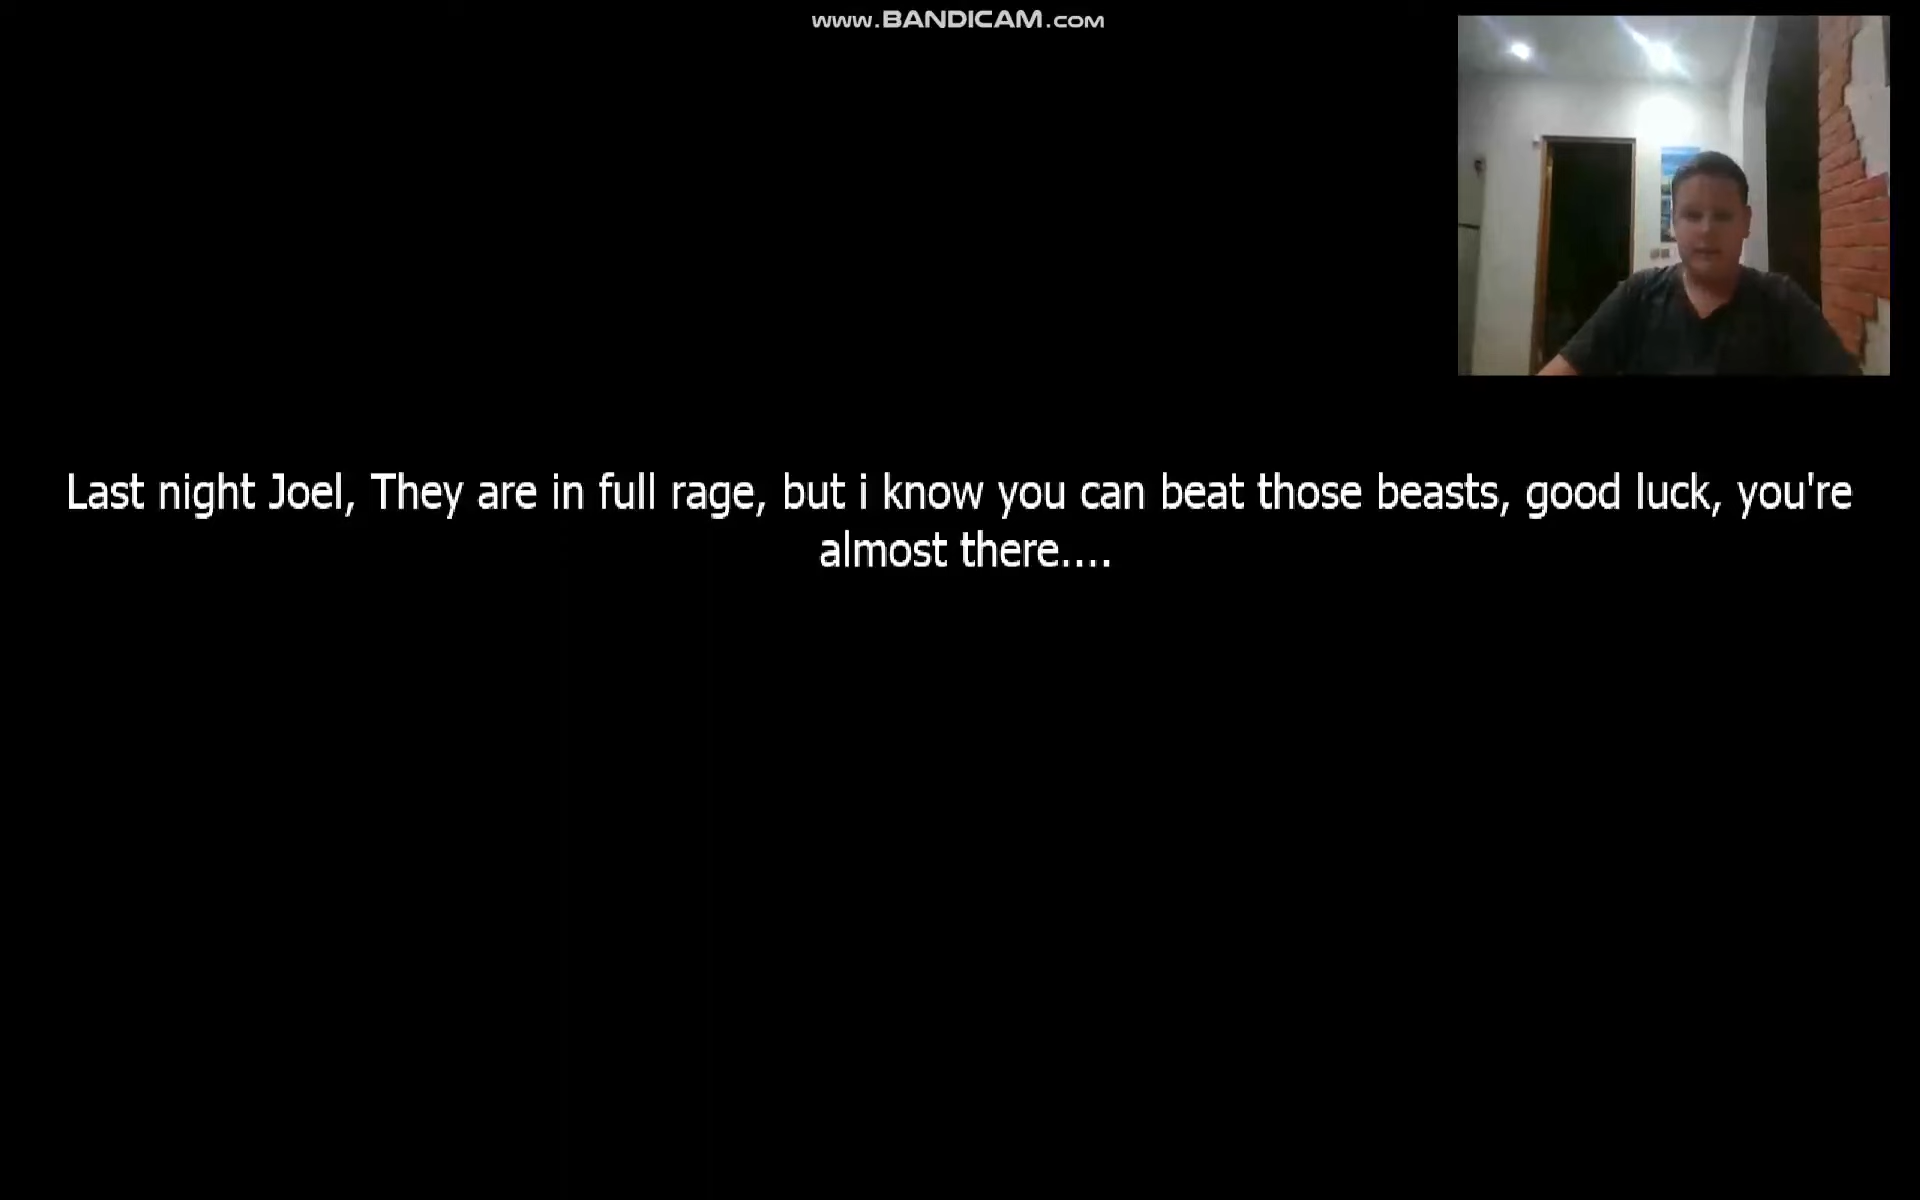 www.BANDICAM.com
Last night Joel, They are in full rage, but i know you can beat those beasts, good luck, you're
almost there....